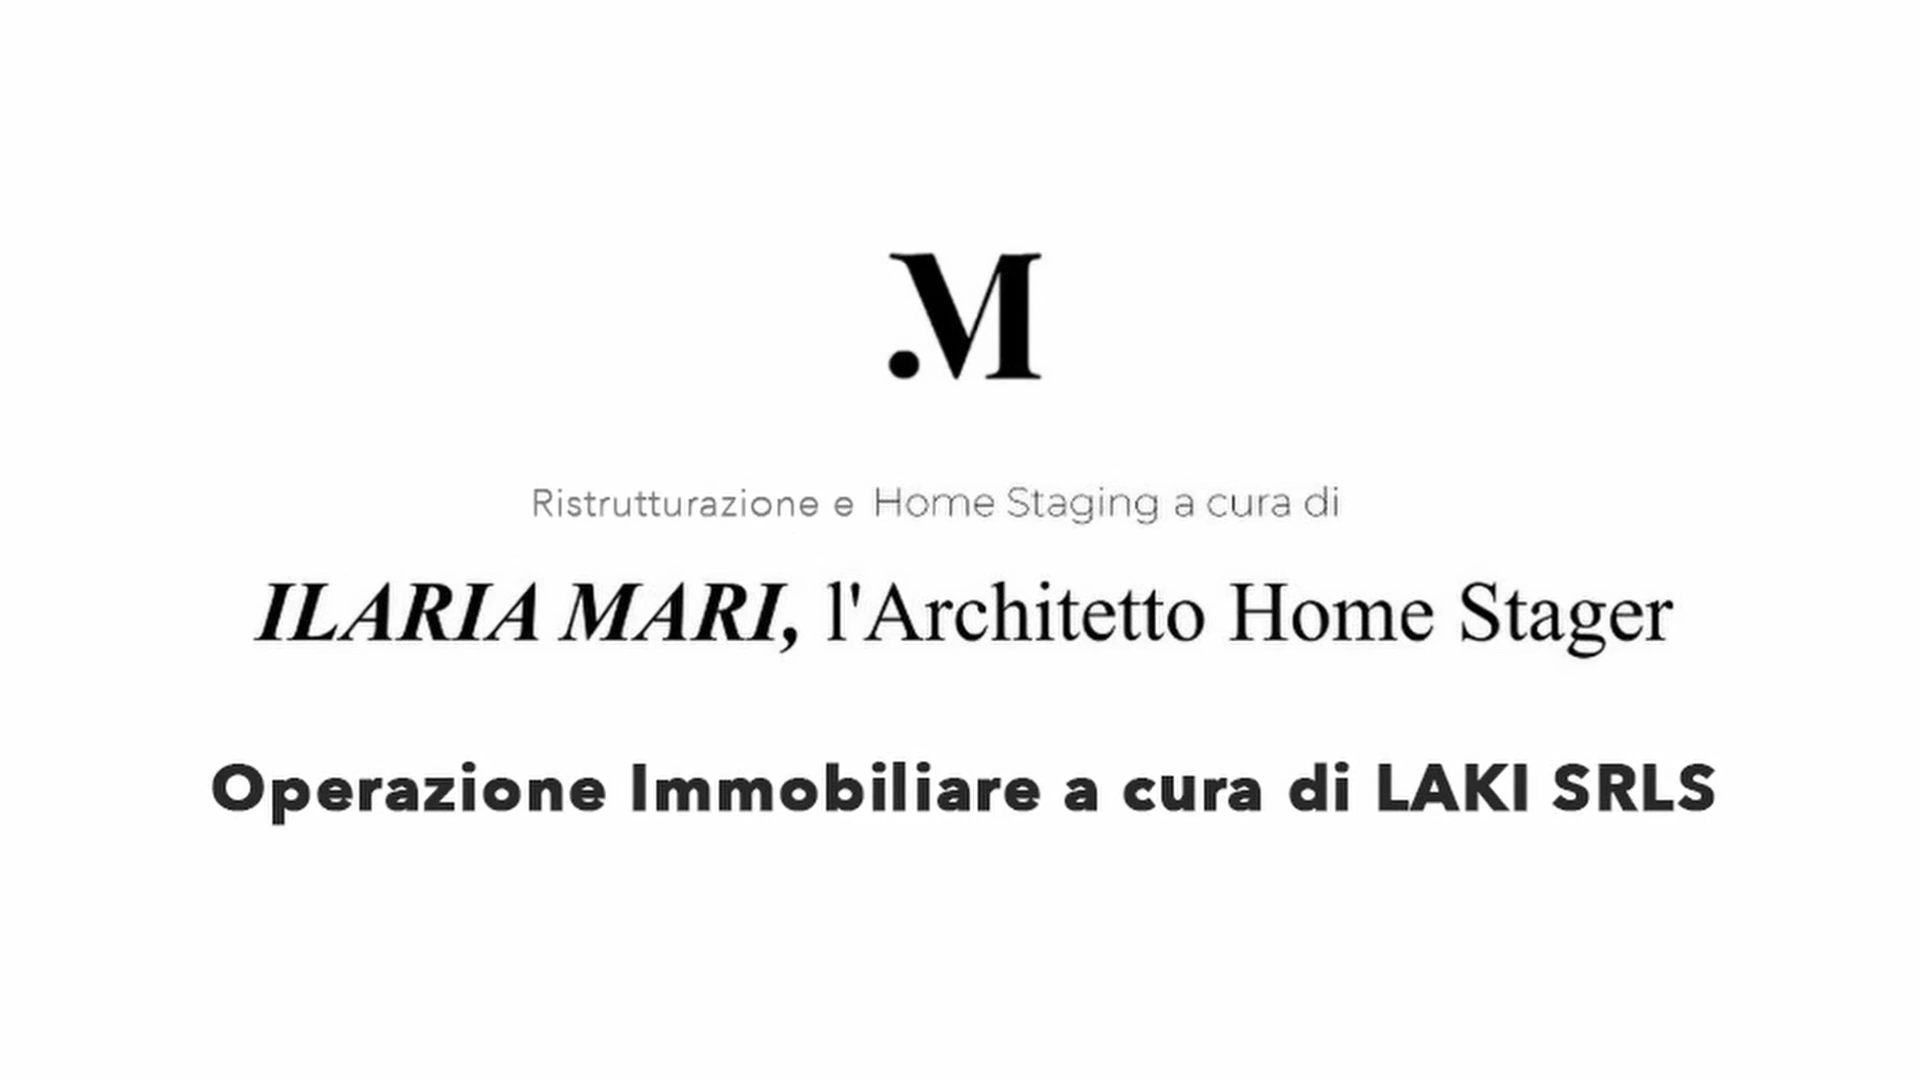 .M
Ristrutturazione e Home Staging a cura di
ILARIA MARI, l'Architetto Home Stager
Operazione Immobiliare a cura di LAKI SRLS